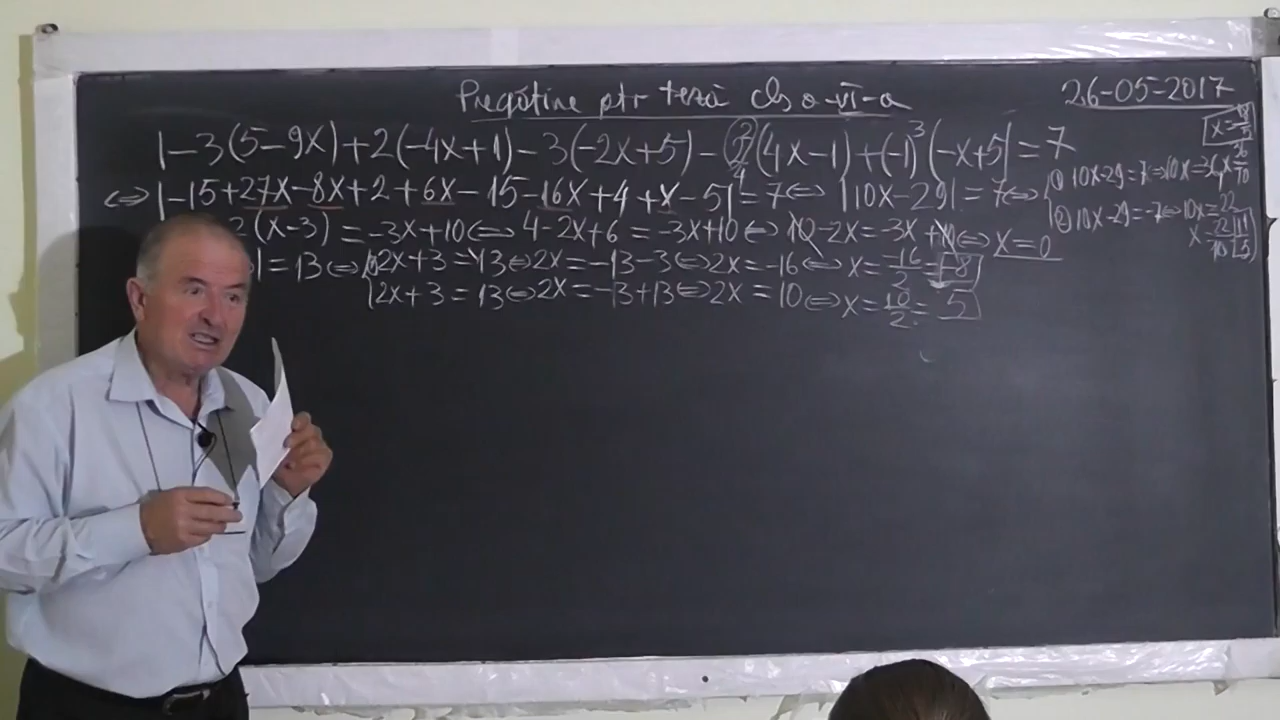 Pregătire ptr teză cls a-VI-a
26-05-2017
|-3(5-9x)+2(-4x+1)-3(-2x+5)-(4x-1)+(-1)³(-x+5|=7
⇔|-15+27x-8x+2+6x-15-16x+4+x-5|=7⇔ |10x-29|=7⇔
x=
① 10x-29=7⇔10x=36
② 10x-29=-7⇔10x=22
2(x-3)=-3x+10⇔4-2x+6=-3x+10⇔10-2x=-3x+10⇔x=0
|=13⇔2x+3=-13⇔2x=-13-3⇔2x=-16⇔x=-16/2=-8
2x+3=13⇔2x=-13+13⇔2x=10⇔x=10/2=5